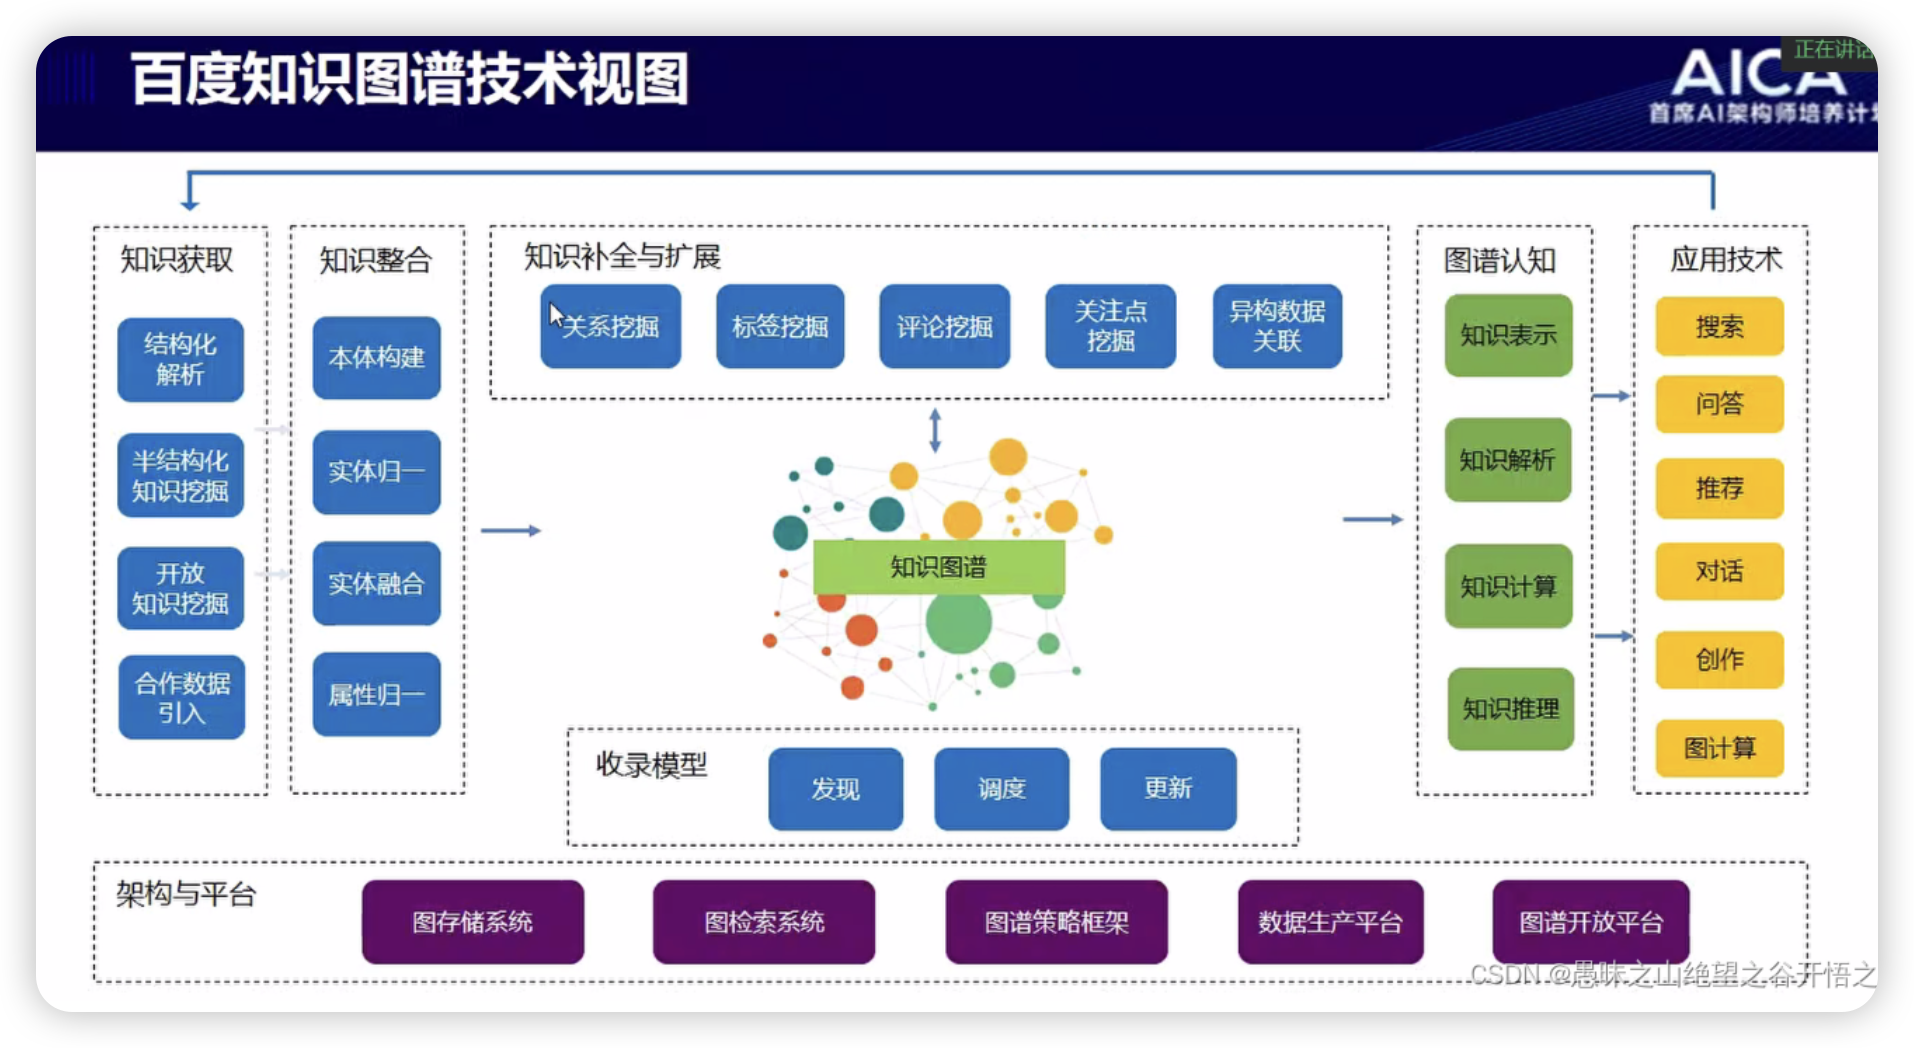 百度知识图谱技术视图
正在讲话
AICA
首席AI架构师培养计划
知识获取
结构化
解析
半结构化
知识挖掘
开放
知识挖掘
合作数据
引入
知识整合
本体构建
实体归一
实体融合
属性归一
知识补全与扩展
关系挖掘
标签挖掘
评论挖掘
关注点
挖掘
异构数据
关联
知识图谱
收录模型
发现
调度
更新
图谱认知
知识表示
知识解析
知识计算
知识推理
应用技术
搜索
问答
推荐
对话
创作
图计算
架构与平台
图存储系统
图检索系统
图谱策略框架
数据生产平台
图谱开放平台
CSDN @愚昧之山绝望之谷开悟之